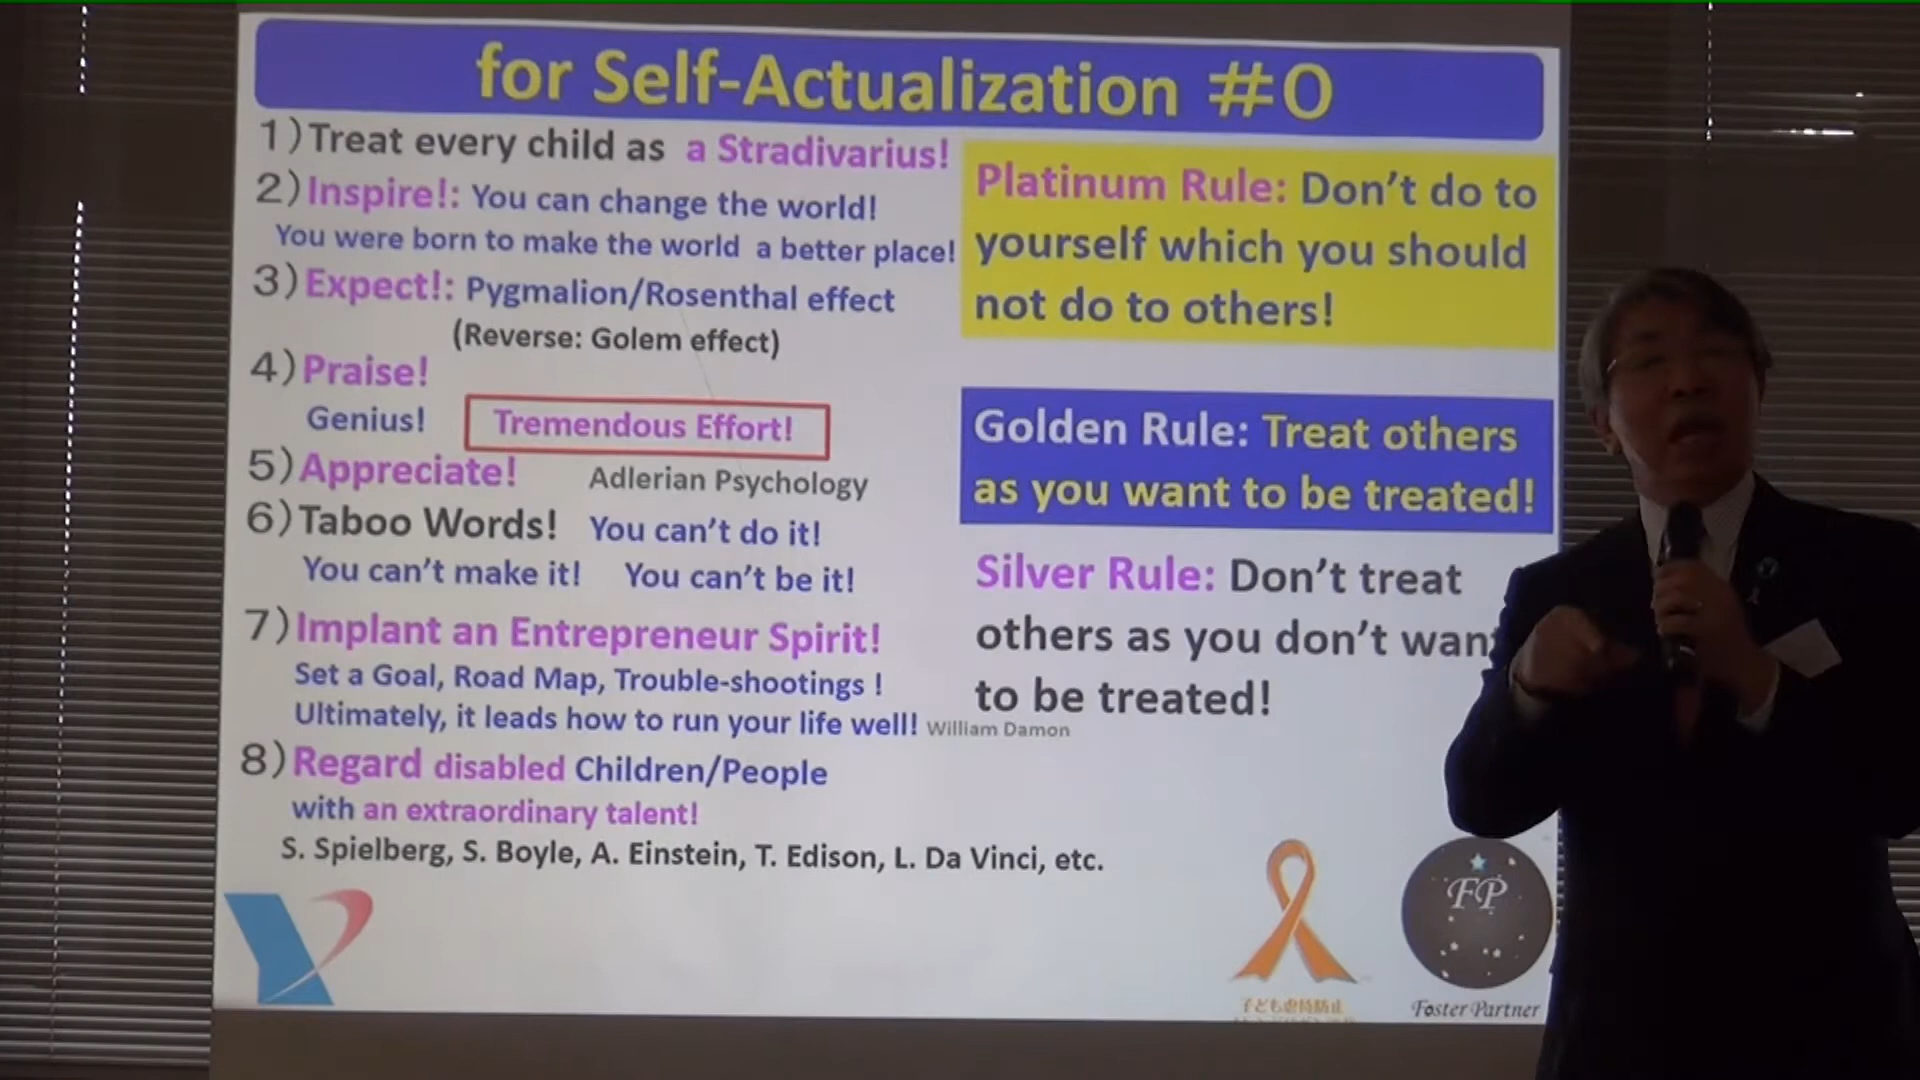 for Self-Actualization #0
1)Treat every child as a Stradivarius!
2)Inspire!: You can change the world!
You were born to make the world a better place!
3)Expect!: Pygmalion/Rosenthal effect
(Reverse: Golem effect)
4)Praise!
Genius! Tremendous Effort!
5)Appreciate! Adlerian Psychology
6)Taboo Words! You can't do it!
You can't make it! You can't be it!
7)Implant an Entrepreneur Spirit!
Set a Goal, Road Map, Trouble-shootings !
Ultimately, it leads how to run your life well! William Damon
8)Regard disabled Children/People
with an extraordinary talent!
S. Spielberg, S. Boyle, A. Einstein, T. Edison, L. Da Vinci, etc.
Platinum Rule: Don't do to
yourself which you should
not do to others!
Golden Rule: Treat others
as you want to be treated!
Silver Rule: Don't treat
others as you don't want
to be treated!
子ども虐待防止
FP
Foster Partner